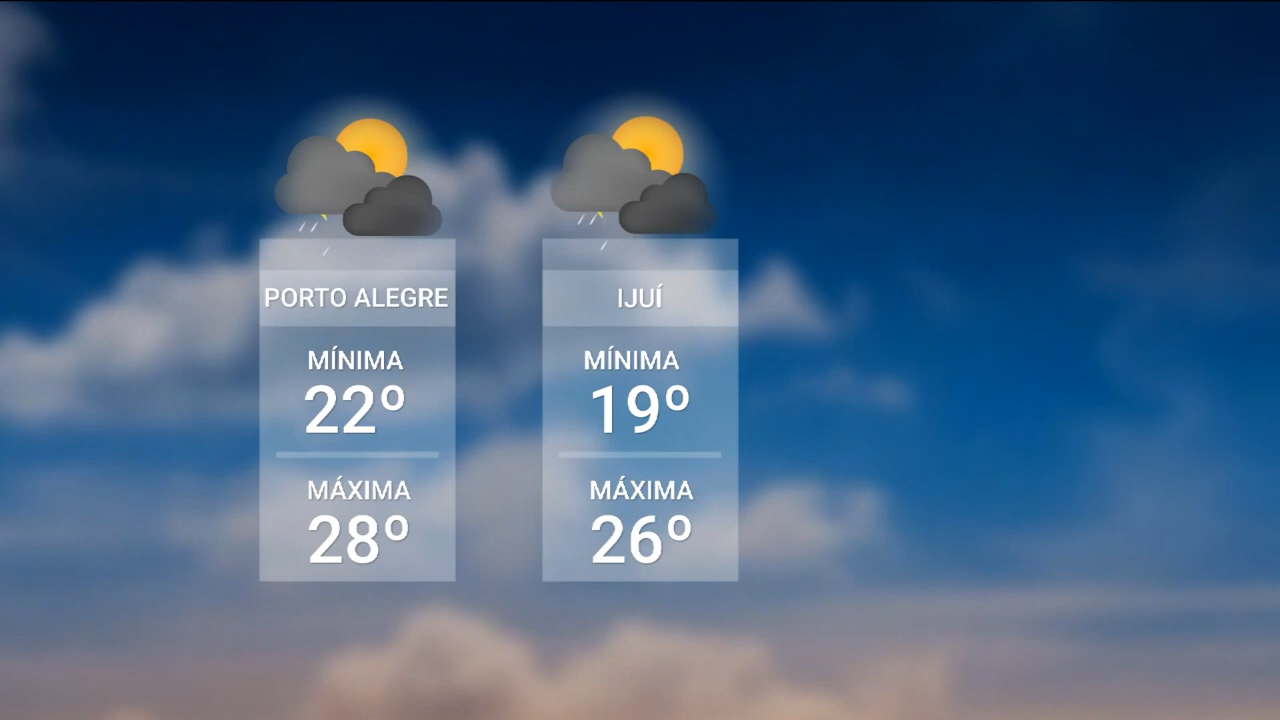 PORTO ALEGRE
MÍNIMA
22º
MÁXIMA
28º
IJUÍ
MÍNIMA
19º
MÁXIMA
26º